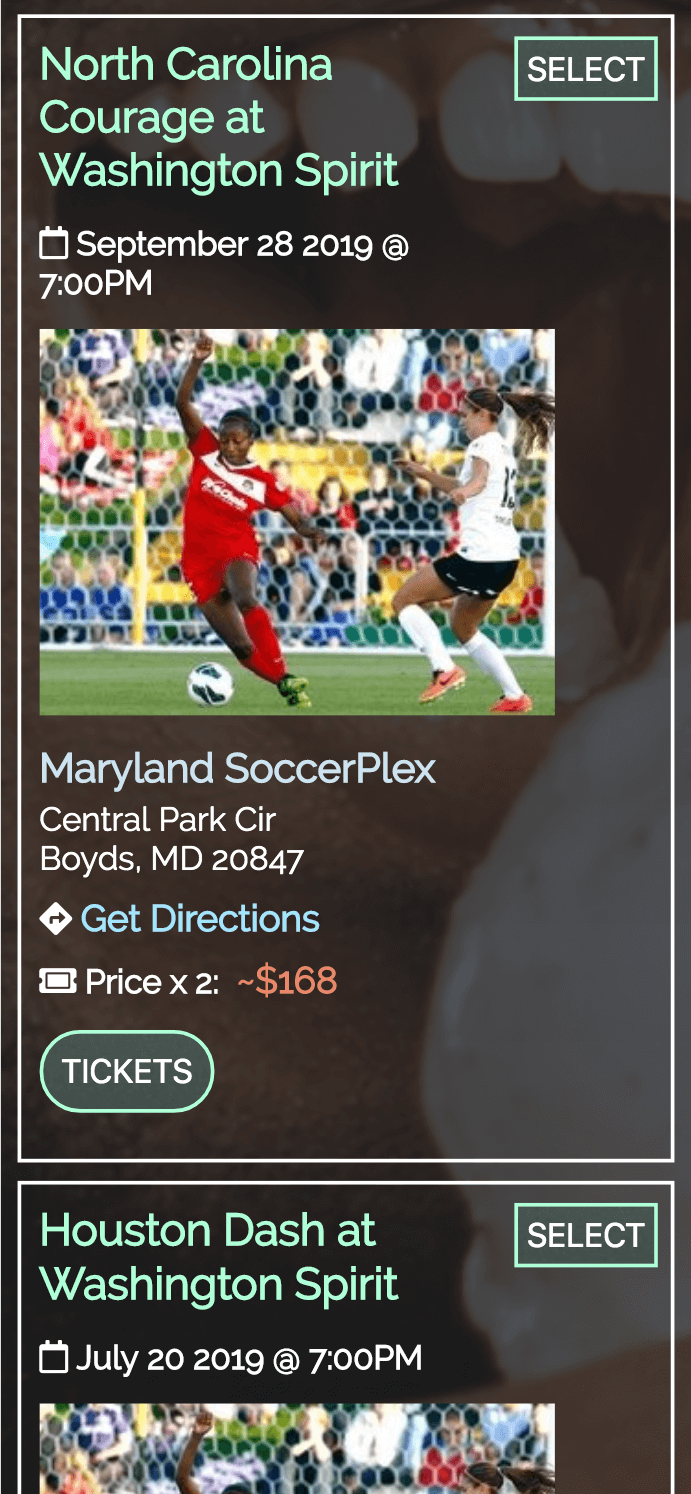 North Carolina
Courage at
Washington Spirit
SELECT
September 28 2019 @
7:00PM
13
Maryland SoccerPlex
Central Park Cir
Boyds, MD 20847
Get Directions
Price x 2: ~$168
TICKETS
Houston Dash at
Washington Spirit
SELECT
July 20 2019 @ 7:00PM